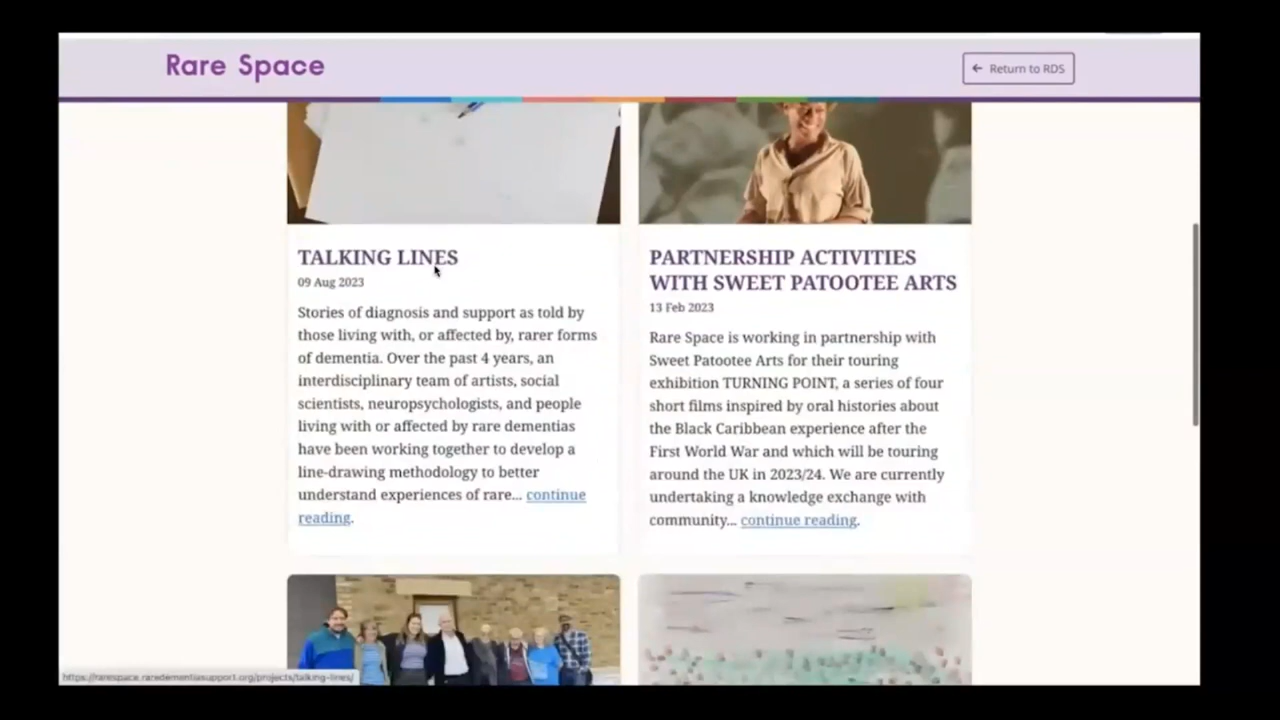 Rare Space
← Return to RDS
TALKING LINES
09 Aug 2023
Stories of diagnosis and support as told by
those living with, or affected by, rarer forms
of dementia. Over the past 4 years, an
interdisciplinary team of artists, social
scientists, neuropsychologists, and people
living with or affected by rare dementias
have been working together to develop a
line-drawing methodology to better
understand experiences of rare... continue
reading.
PARTNERSHIP ACTIVITIES
WITH SWEET PATOOTEE ARTS
13 Feb 2023
Rare Space is working in partnership with
Sweet Patootee Arts for their touring
exhibition TURNING POINT, a series of four
short films inspired by oral histories about
the Black Caribbean experience after the
First World War and which will be touring
around the UK in 2023/24. We are currently
undertaking a knowledge exchange with
community... continue reading.
https://rarespace.raredementiasupport.org/projects/talking-lines/